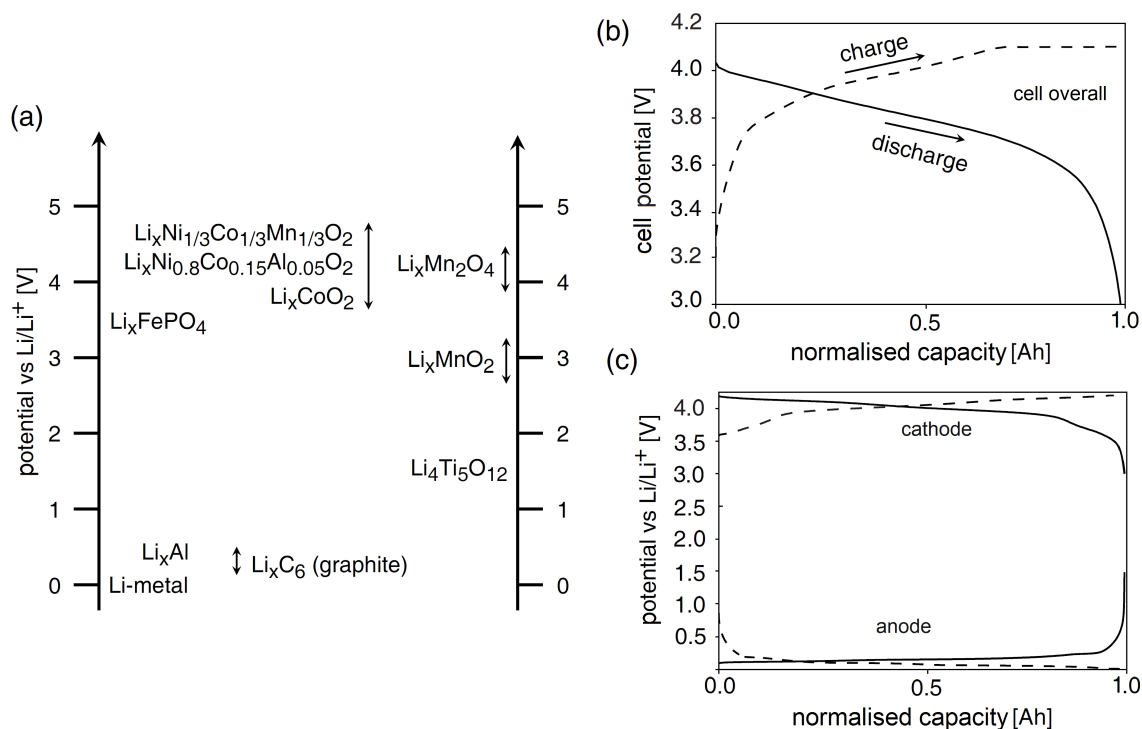 (a)
potential vs Li/Li⁺ [V]
5
4
3
2
1
0
LiₓNi₁/₃Co₁/₃Mn₁/₃O₂
LiₓNi₀.₈Co₀.₁₅Al₀.₀₅O₂
LiₓCoO₂
LiₓFePO₄
LiₓMn₂O₄
LiₓMnO₂
Li₄Ti₅O₁₂
LiₓAl
LiₓC₆ (graphite)
Li-metal
5
4
3
2
1
0
(b)
cell potential [V]
4.2
4.0
3.8
3.6
3.4
3.2
3.0
charge
cell overall
discharge
0.0
0.5
1.0
normalised capacity [Ah]
(c)
potential vs Li/Li⁺ [V]
4.0
3.5
3.0
2.5
2.0
1.5
1.0
0.5
cathode
anode
0.0
0.5
1.0
normalised capacity [Ah]